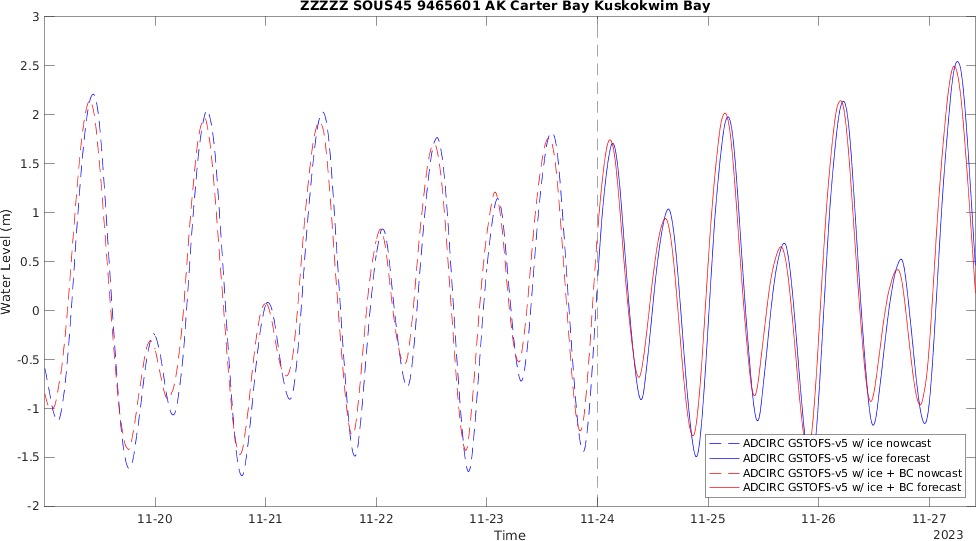 ZZZZZ SOUS45 9465601 AK Carter Bay Kuskokwim Bay
3
2.5
2
1.5
1
0.5
0
-0.5
-1
-1.5
-2
Water Level (m)
11-20 11-21 11-22 11-23 11-24 11-25 11-26 11-27
Time
2023
ADCIRC GSTOFS-v5 w/ ice nowcast
ADCIRC GSTOFS-v5 w/ ice forecast
ADCIRC GSTOFS-v5 w/ ice + BC nowcast
ADCIRC GSTOFS-v5 w/ ice + BC forecast